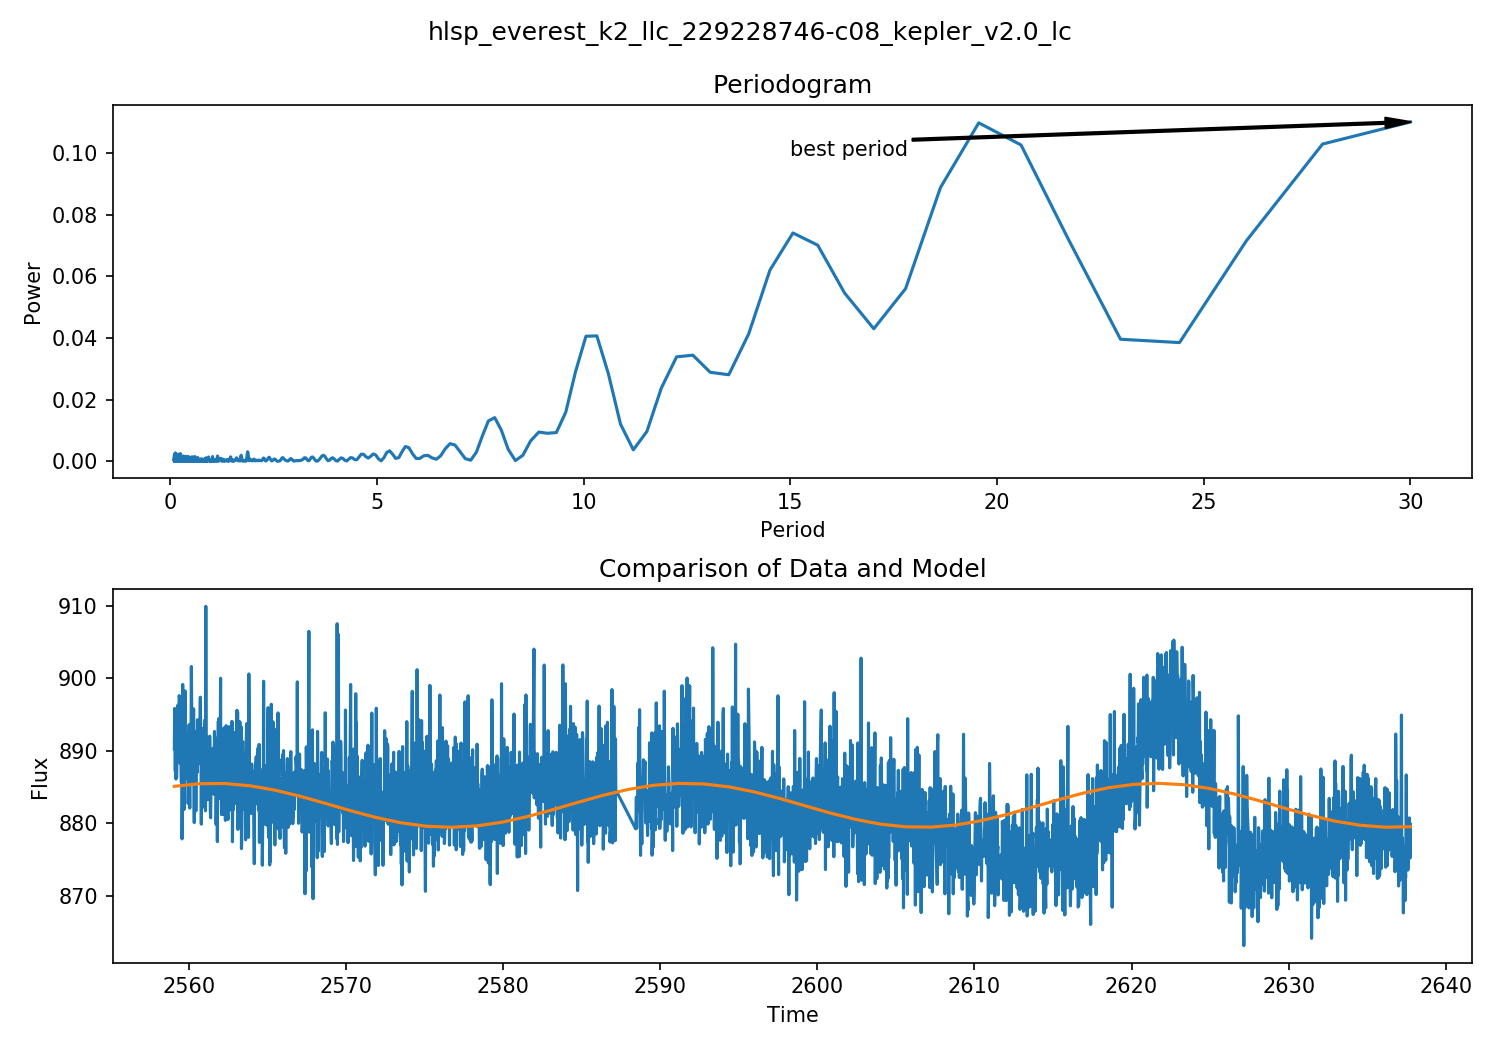 hlsp_everest_k2_llc_229228746-c08_kepler_v2.0_lc
Periodogram
0.10
0.08
0.06
0.04
0.02
0.00
Power
best period
0 5 10 15 20 25 30
Period
Comparison of Data and Model
910
900
890
880
870
Flux
2560 2570 2580 2590 2600 2610 2620 2630 2640
Time